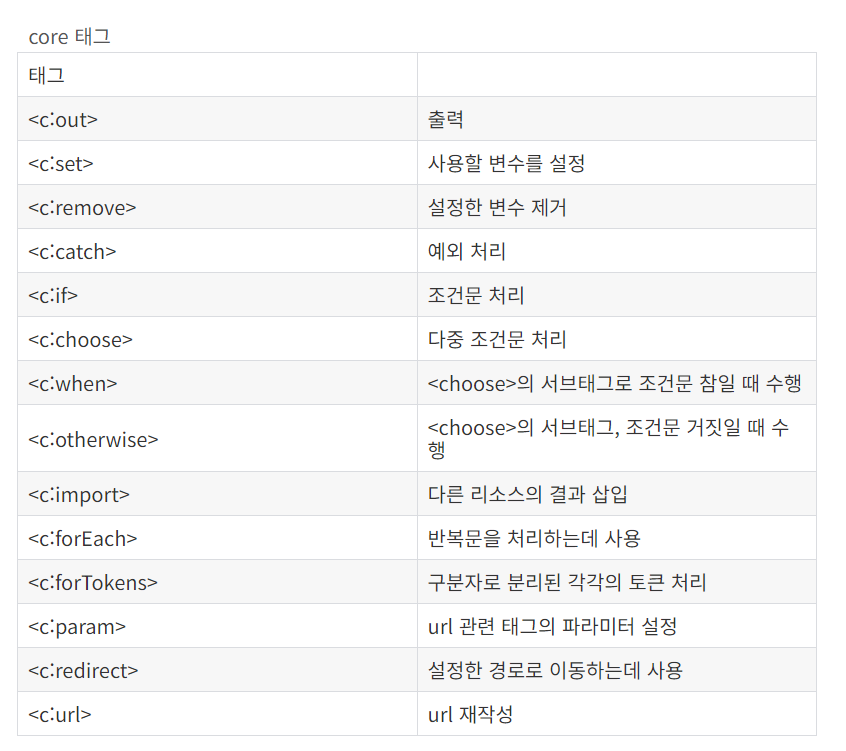 core 태그
태그
<c:out> 출력
<c:set> 사용할 변수를 설정
<c:remove> 설정한 변수 제거
<c:catch> 예외 처리
<c:if> 조건문 처리
<c:choose> 다중 조건문 처리
<c:when> <choose>의 서브태그로 조건문 참일 때 수행
<c:otherwise> <choose>의 서브태그, 조건문 거짓일 때 수
행
<c:import> 다른 리소스의 결과 삽입
<c:forEach> 반복문을 처리하는데 사용
<c:forTokens> 구분자로 분리된 각각의 토큰 처리
<c:param> url 관련 태그의 파라미터 설정
<c:redirect> 설정한 경로로 이동하는데 사용
<c:url> url 재작성